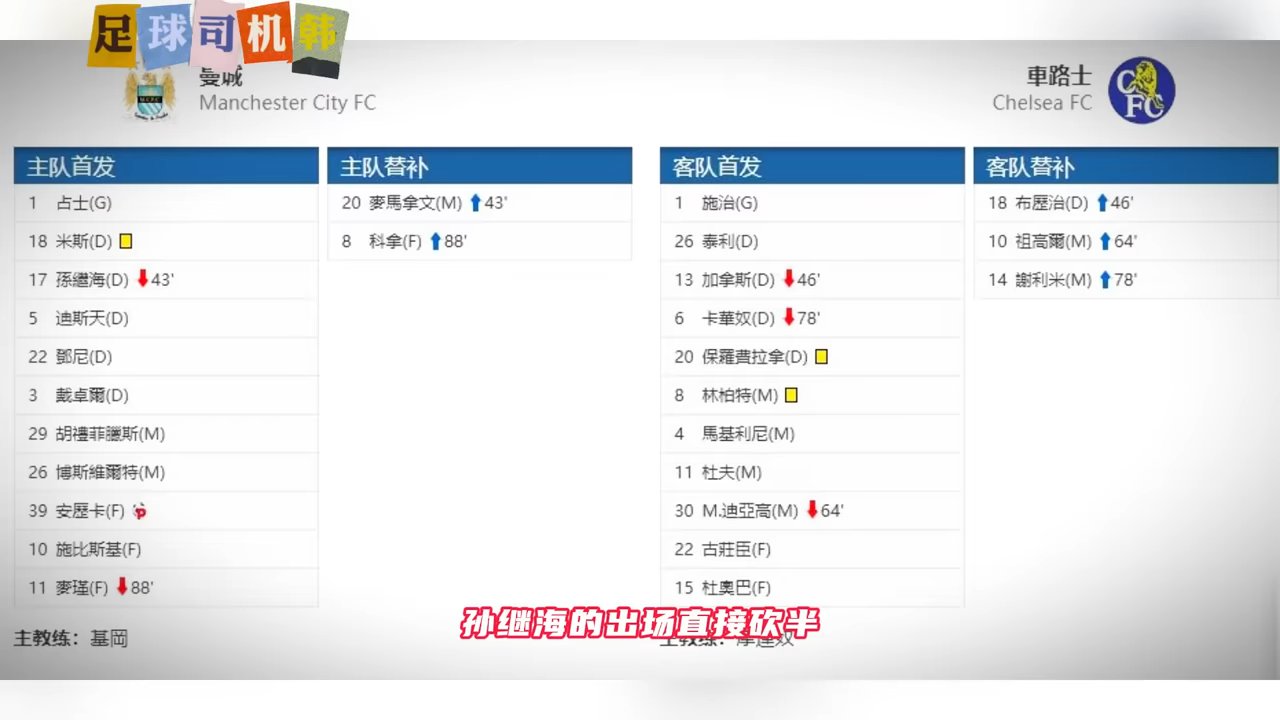 足球司机韩
曼城
Manchester City FC
車路士
Chelsea FC
CFC
主队首发
1 占士(G)
18 米斯(D)
17 孫繼海(D) 43'
5 迪斯天(D)
22 鄧尼(D)
3 戴卓爾(D)
29 胡禮菲臘斯(M)
26 博斯維爾特(M)
39 安歷卡(F)
10 施比斯基(F)
11 麥瑾(F) 88'
主教练：基岡
主队替补
20 麥馬拿文(M) 43'
8 科拿(F) 88'
客队首发
1 施治(G)
26 泰利(D)
13 加拿斯(D) 46'
6 卡華奴(D) 78'
20 保羅費拉拿(D)
8 林柏特(M)
4 馬基利尼(M)
11 杜夫(M)
30 M.迪亞高(M) 64'
22 古莊臣(F)
15 杜奧巴(F)
客队替补
18 布歷治(D) 46'
10 祖高爾(M) 64'
14 謝利米(M) 78'
孙继海的出场直接砍半